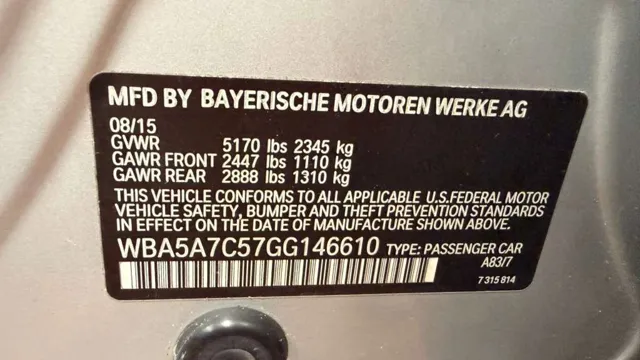 MFD BY BAYERISCHE MOTOREN WERKE AG
08/15
GVWR 5170 lbs 2345 kg
GAWR FRONT 2447 lbs 1110 kg
GAWR REAR 2888 lbs 1310 kg
THIS VEHICLE CONFORMS TO ALL APPLICABLE U.S.FEDERAL MOTOR
VEHICLE SAFETY, BUMPER AND THEFT PREVENTION STANDARDS
IN EFFECT ON THE DATE OF MANUFACTURE SHOWN ABOVE.
WBA5A7C57GG146610 TYPE: PASSENGER CAR
A83/7
7 315 814